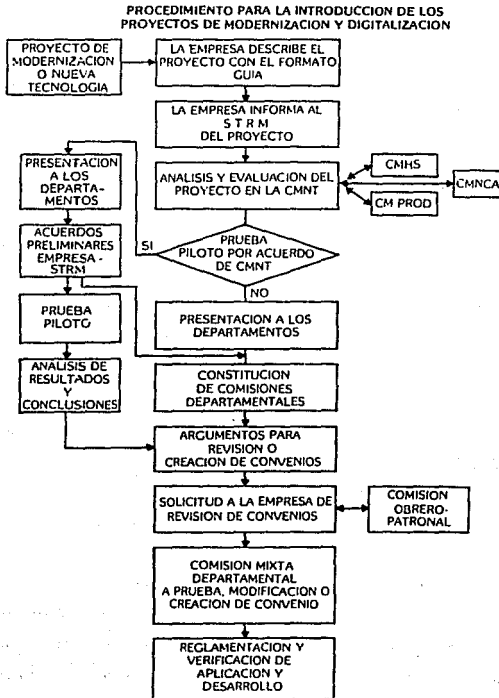 PROCEDIMIENTO PARA LA INTRODUCCION DE LOS
PROYECTOS DE MODERNIZACION Y DIGITALIZACION
PROYECTO DE
MODERNIZACION
O NUEVA
TECNOLOGIA
LA EMPRESA DESCRIBE EL
PROYECTO CON EL FORMATO
GUIA
LA EMPRESA INFORMA AL
S T R M
DEL PROYECTO
ANALISIS Y EVALUACION DEL
PROYECTO EN LA CMNT
CMHS
CMNCA
CM PROD
PRUEBA
PILOTO POR ACUERDO
DE CMNT
SI
NO
PRESENTACION
A LOS
DEPARTA-
MENTOS
ACUERDOS
PRELIMINARES
EMPRESA-
STRM
PRUEBA
PILOTO
ANALISIS DE
RESULTADOS
Y
CONCLUSIONES
PRESENTACION A LOS
DEPARTAMENTOS
CONSTITUCION
DE COMISIONES
DEPARTAMENTALES
ARGUMENTOS PARA
REVISION O
CREACION DE CONVENIOS
SOLICITUD A LA EMPRESA DE
REVISION DE CONVENIOS
COMISION
OBRERO-
PATRONAL
COMISION MIXTA
DEPARTAMENTAL
A PRUEBA, MODIFICACION O
CREACION DE CONVENIO
REGLAMENTACION Y
VERIFICACION DE
APLICACION Y
DESARROLLO